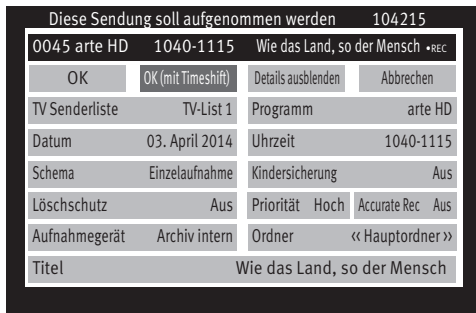 Diese Sendung soll aufgenommen werden 104215
0045 arte HD 1040-1115 Wie das Land, so der Mensch •REC
OK OK (mit Timeshift) Details ausblenden Abbrechen
TV Senderliste TV-List 1 Programm arte HD
Datum 03. April 2014 Uhrzeit 1040-1115
Schema Einzelaufnahme Kindersicherung Aus
Löschschutz Aus Priorität Hoch Accurate Rec Aus
Aufnahmegerät Archiv intern Ordner ‹‹ Hauptordner ››
Titel Wie das Land, so der Mensch